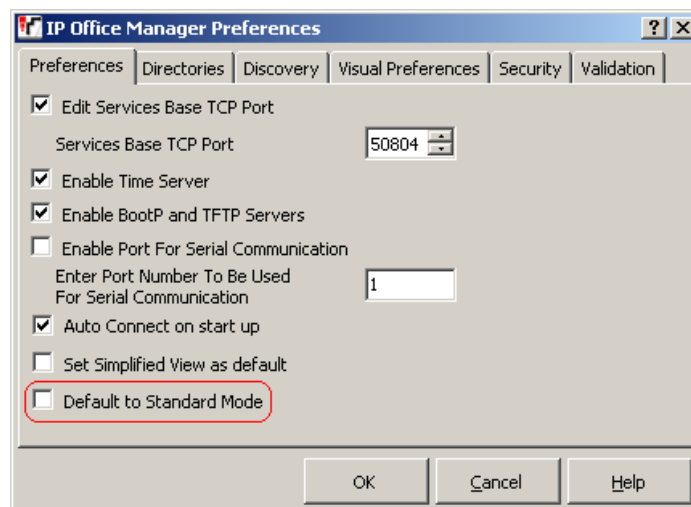 IP Office Manager Preferences
Preferences Directories Discovery Visual Preferences Security Validation
Edit Services Base TCP Port
Services Base TCP Port 50804
Enable Time Server
Enable BootP and TFTP Servers
Enable Port For Serial Communication
Enter Port Number To Be Used
For Serial Communication 1
Auto Connect on start up
Set Simplified View as default
Default to Standard Mode
OK Cancel Help